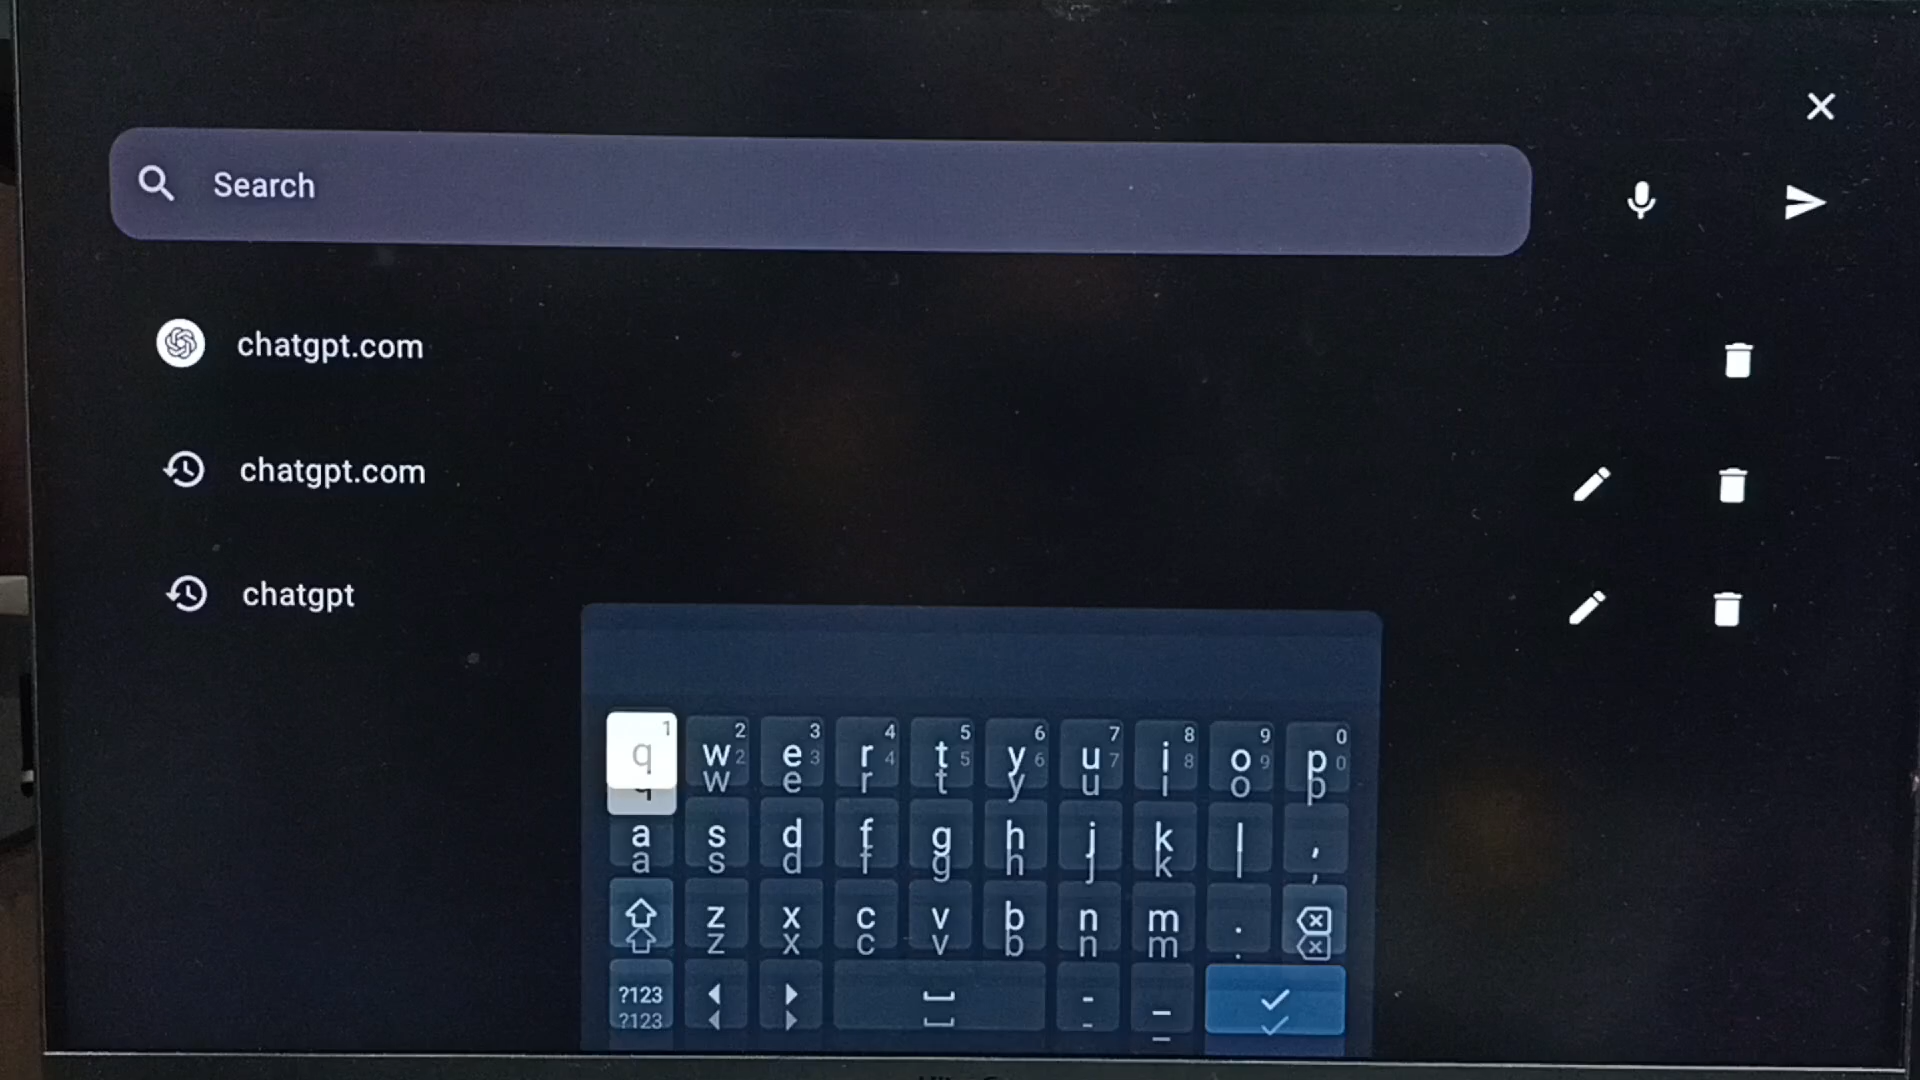 Search
chatgpt.com
chatgpt.com
chatgpt
q 1 w 2 e 3 r 4 t 5 y 6 u 7 i 8 o 9 p 0
a s d f g h j k l ,
z x c v b n m .
?123 - _